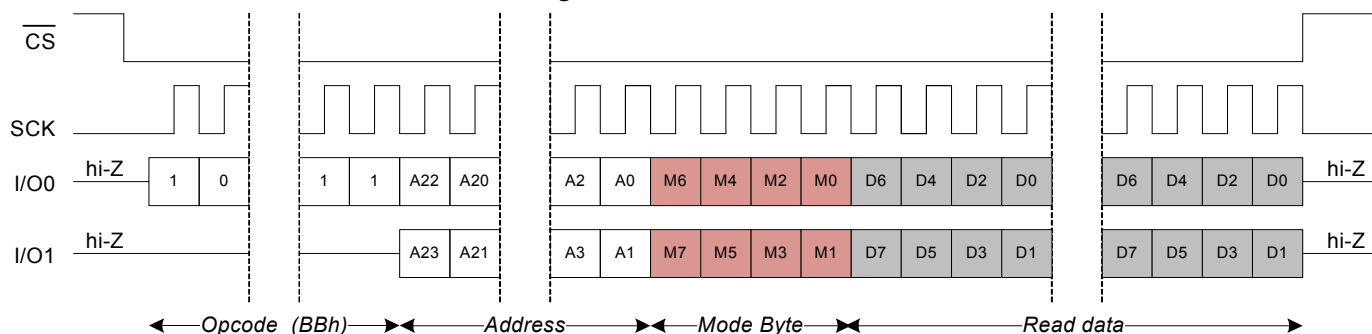 g
CS
SCK
I/O0 hi-Z 1 0 1 1 A22 A20 A2 A0 M6 M4 M2 M0 D6 D4 D2 D0 D6 D4 D2 D0 hi-Z
I/O1 hi-Z A23 A21 A3 A1 M7 M5 M3 M1 D7 D5 D3 D1 D7 D5 D3 D1 hi-Z
Opcode (BBh) Address Mode Byte Read data